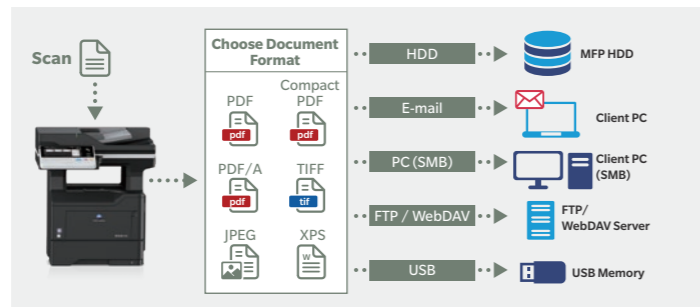 Scan
Choose Document
Format
PDF
pdf
Compact
PDF
pdf
PDF/A
pdf
TIFF
tif
JPEG
XPS
W
HDD
MFP HDD
E-mail
Client PC
PC (SMB)
Client PC
(SMB)
FTP / WebDAV
FTP/
WebDAV Server
USB
USB Memory